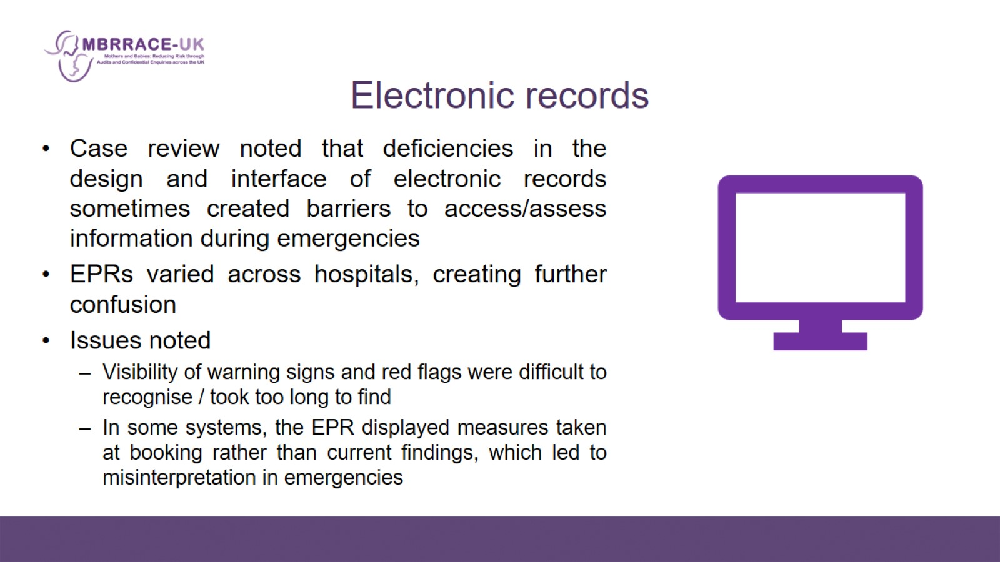 MBRRACE-UK
Mothers and Babies: Reducing Risk through
Audits and Confidential Enquiries across the UK
Electronic records
• Case review noted that deficiencies in the
design and interface of electronic records
sometimes created barriers to access/assess
information during emergencies
• EPRs varied across hospitals, creating further
confusion
• Issues noted
– Visibility of warning signs and red flags were difficult to
recognise / took too long to find
– In some systems, the EPR displayed measures taken
at booking rather than current findings, which led to
misinterpretation in emergencies